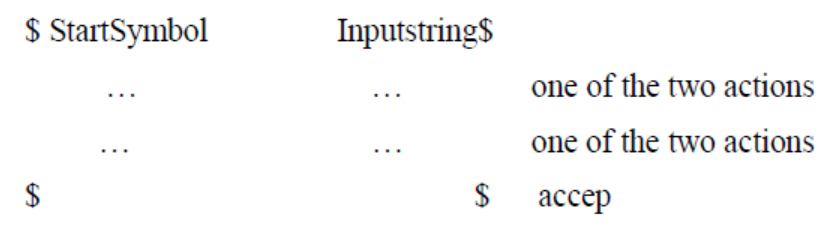 $ StartSymbol Inputstring$
... ... one of the two actions
... ... one of the two actions
$ $ accep